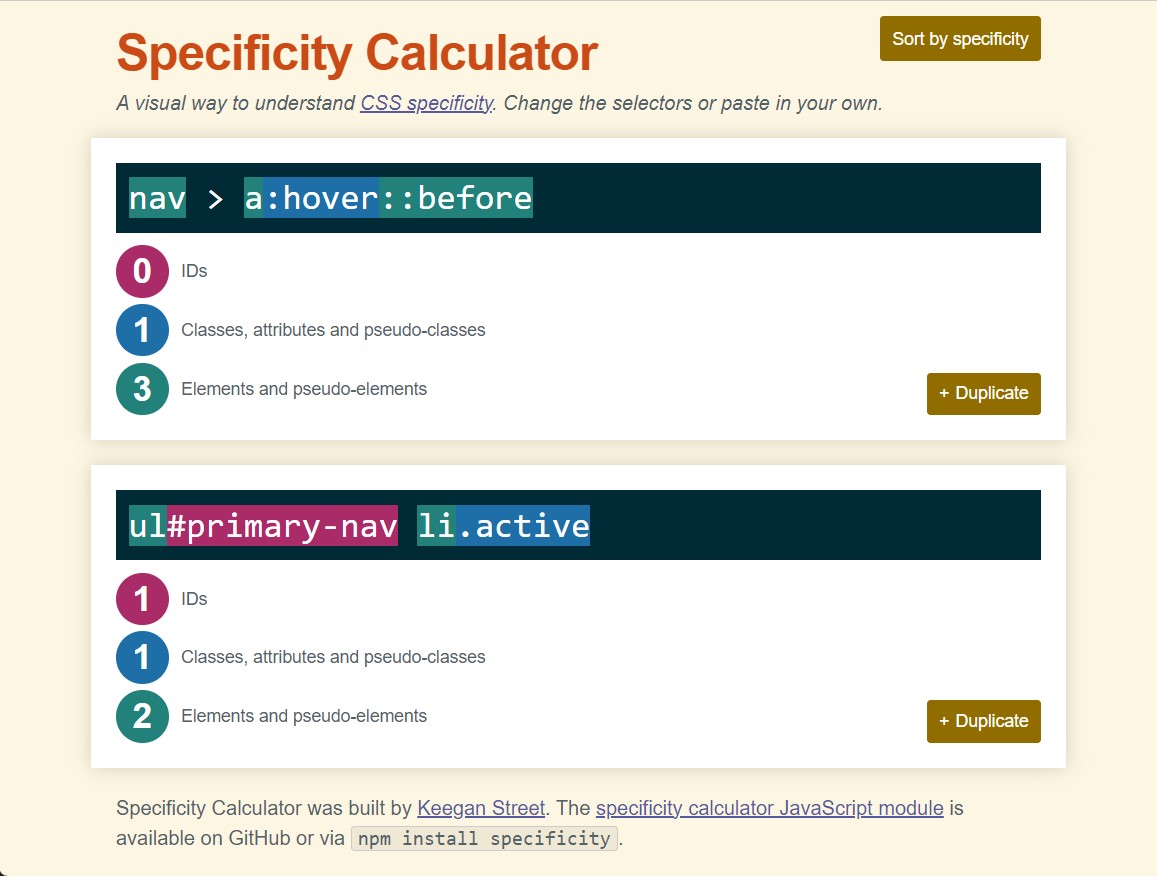 Specificity Calculator
Sort by specificity
A visual way to understand CSS specificity. Change the selectors or paste in your own.
nav > a:hover::before
0 IDs
1 Classes, attributes and pseudo-classes
3 Elements and pseudo-elements
+ Duplicate
ul#primary-nav li.active
1 IDs
1 Classes, attributes and pseudo-classes
2 Elements and pseudo-elements
+ Duplicate
Specificity Calculator was built by Keegan Street. The specificity calculator JavaScript module is
available on GitHub or via npm install specificity.